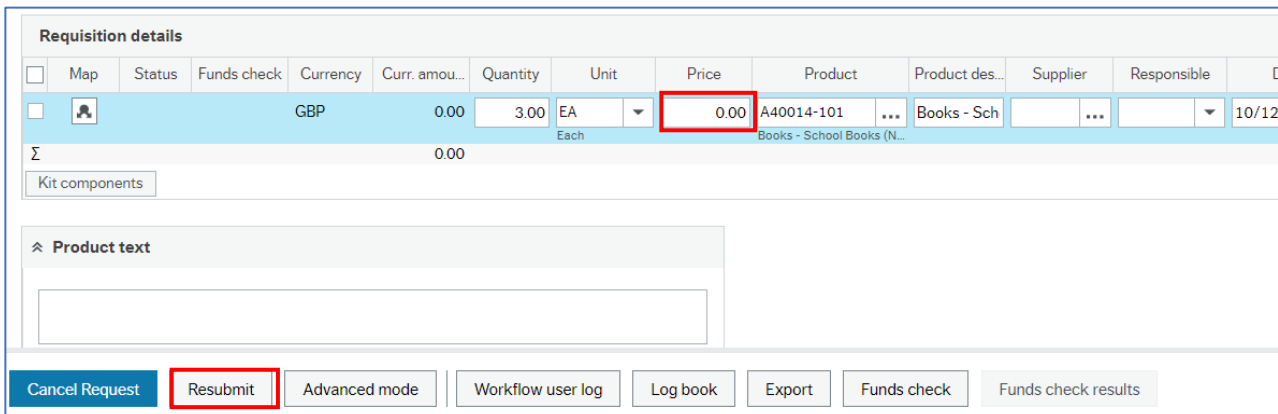 Requisition details
Map Status Funds check Currency Curr. amou... Quantity Unit Price Product Product des... Supplier Responsible
GBP 0.00 3.00 EA 0.00 A40014-101 ... Books - Sch ... 10/12
Each Books - School Books (N...
Σ 0.00
Kit components
Product text
Cancel Request Resubmit Advanced mode Workflow user log Log book Export Funds check Funds check results